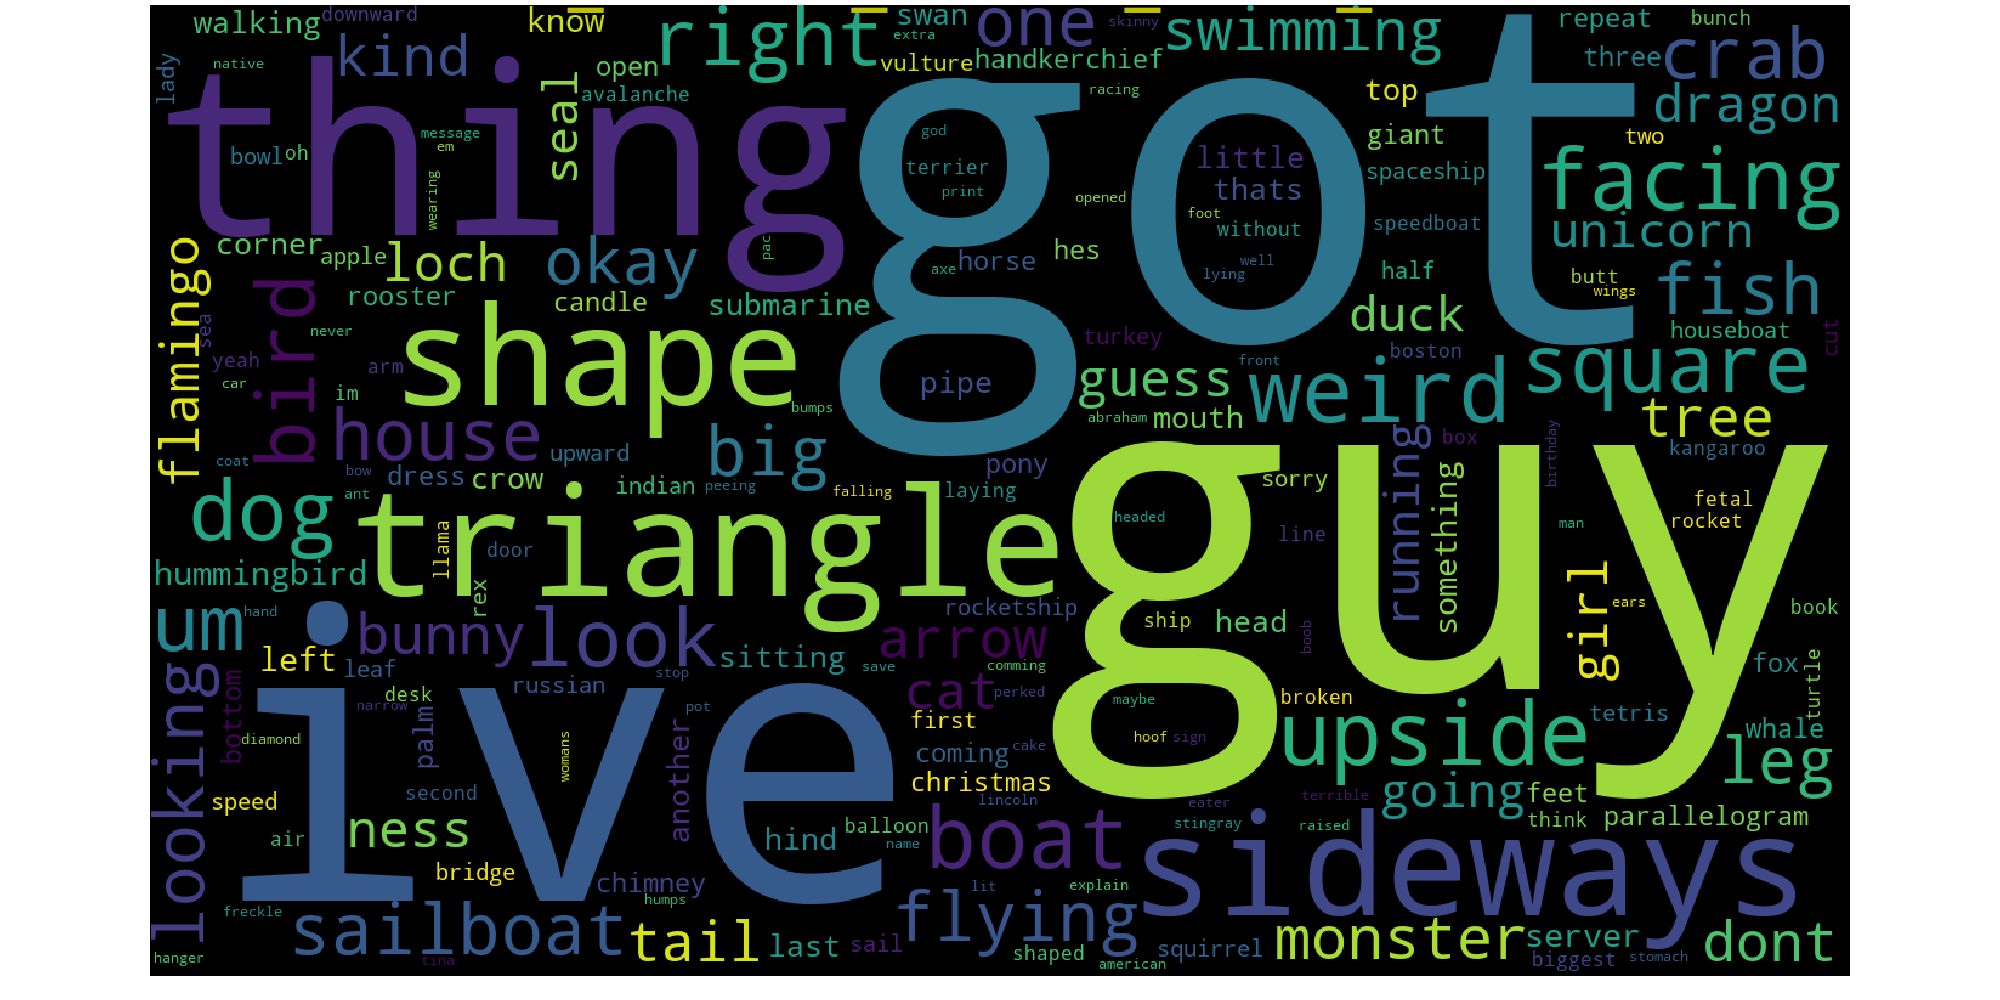 walking
downward
know
right
swan
extra
one
skinny
swimming
repeat
bunch
lady
native
kind
open
seal
avalanche
vulture
handkerchief
racing
three
crab
top
giant
two
dragon
thing
got
bowl
oh
message
em
wearing
god
terrier
print
opened
little
thats
foot
without
lying
well
spaceship
speedboat
facing
unicorn
flamingo
corner
apple
loch
okay
pac
axe
horse
hes
half
butt
wings
fish
bird
rooster
candle
submarine
sea
never
yeah
car
arm
im
shape
bumps
turkey
pipe
front
duck
boston
houseboat
cut
square
guess
weird
abraham
mouth
tree
house
big
coat
bow
dress
crow
upward
indian
peeing
pony
falling
laying
sorry
running
box
something
birthday
kangaroo
fetal
rocket
dog
ant
triangle
guy
headed
line
man
llama
door
rex
hummingbird
um
hand
bunny
look
rocketship
arrow
ship
head
boob
girl
ears
book
left
leaf
sitting
save
comming
fox
turtle
looking
bottom
desk
narrow
russian
stop
cat
perked
maybe
broken
tetris
whale
ive
diamond
palm
womans
another
pot
first
coming
cake
hoof
sign
upside
leg
speed
second
christmas
lincoln
eater
terrible
going
feet
think
parallelogram
air
ness
hind
balloon
name
boat
stingray
raised
sideways
bridge
chimney
humps
lit
explain
freckle
sailboat
tail
last
sail
flying
shaped
american
squirrel
monster
server
biggest
stomach
dont
hanger
tina